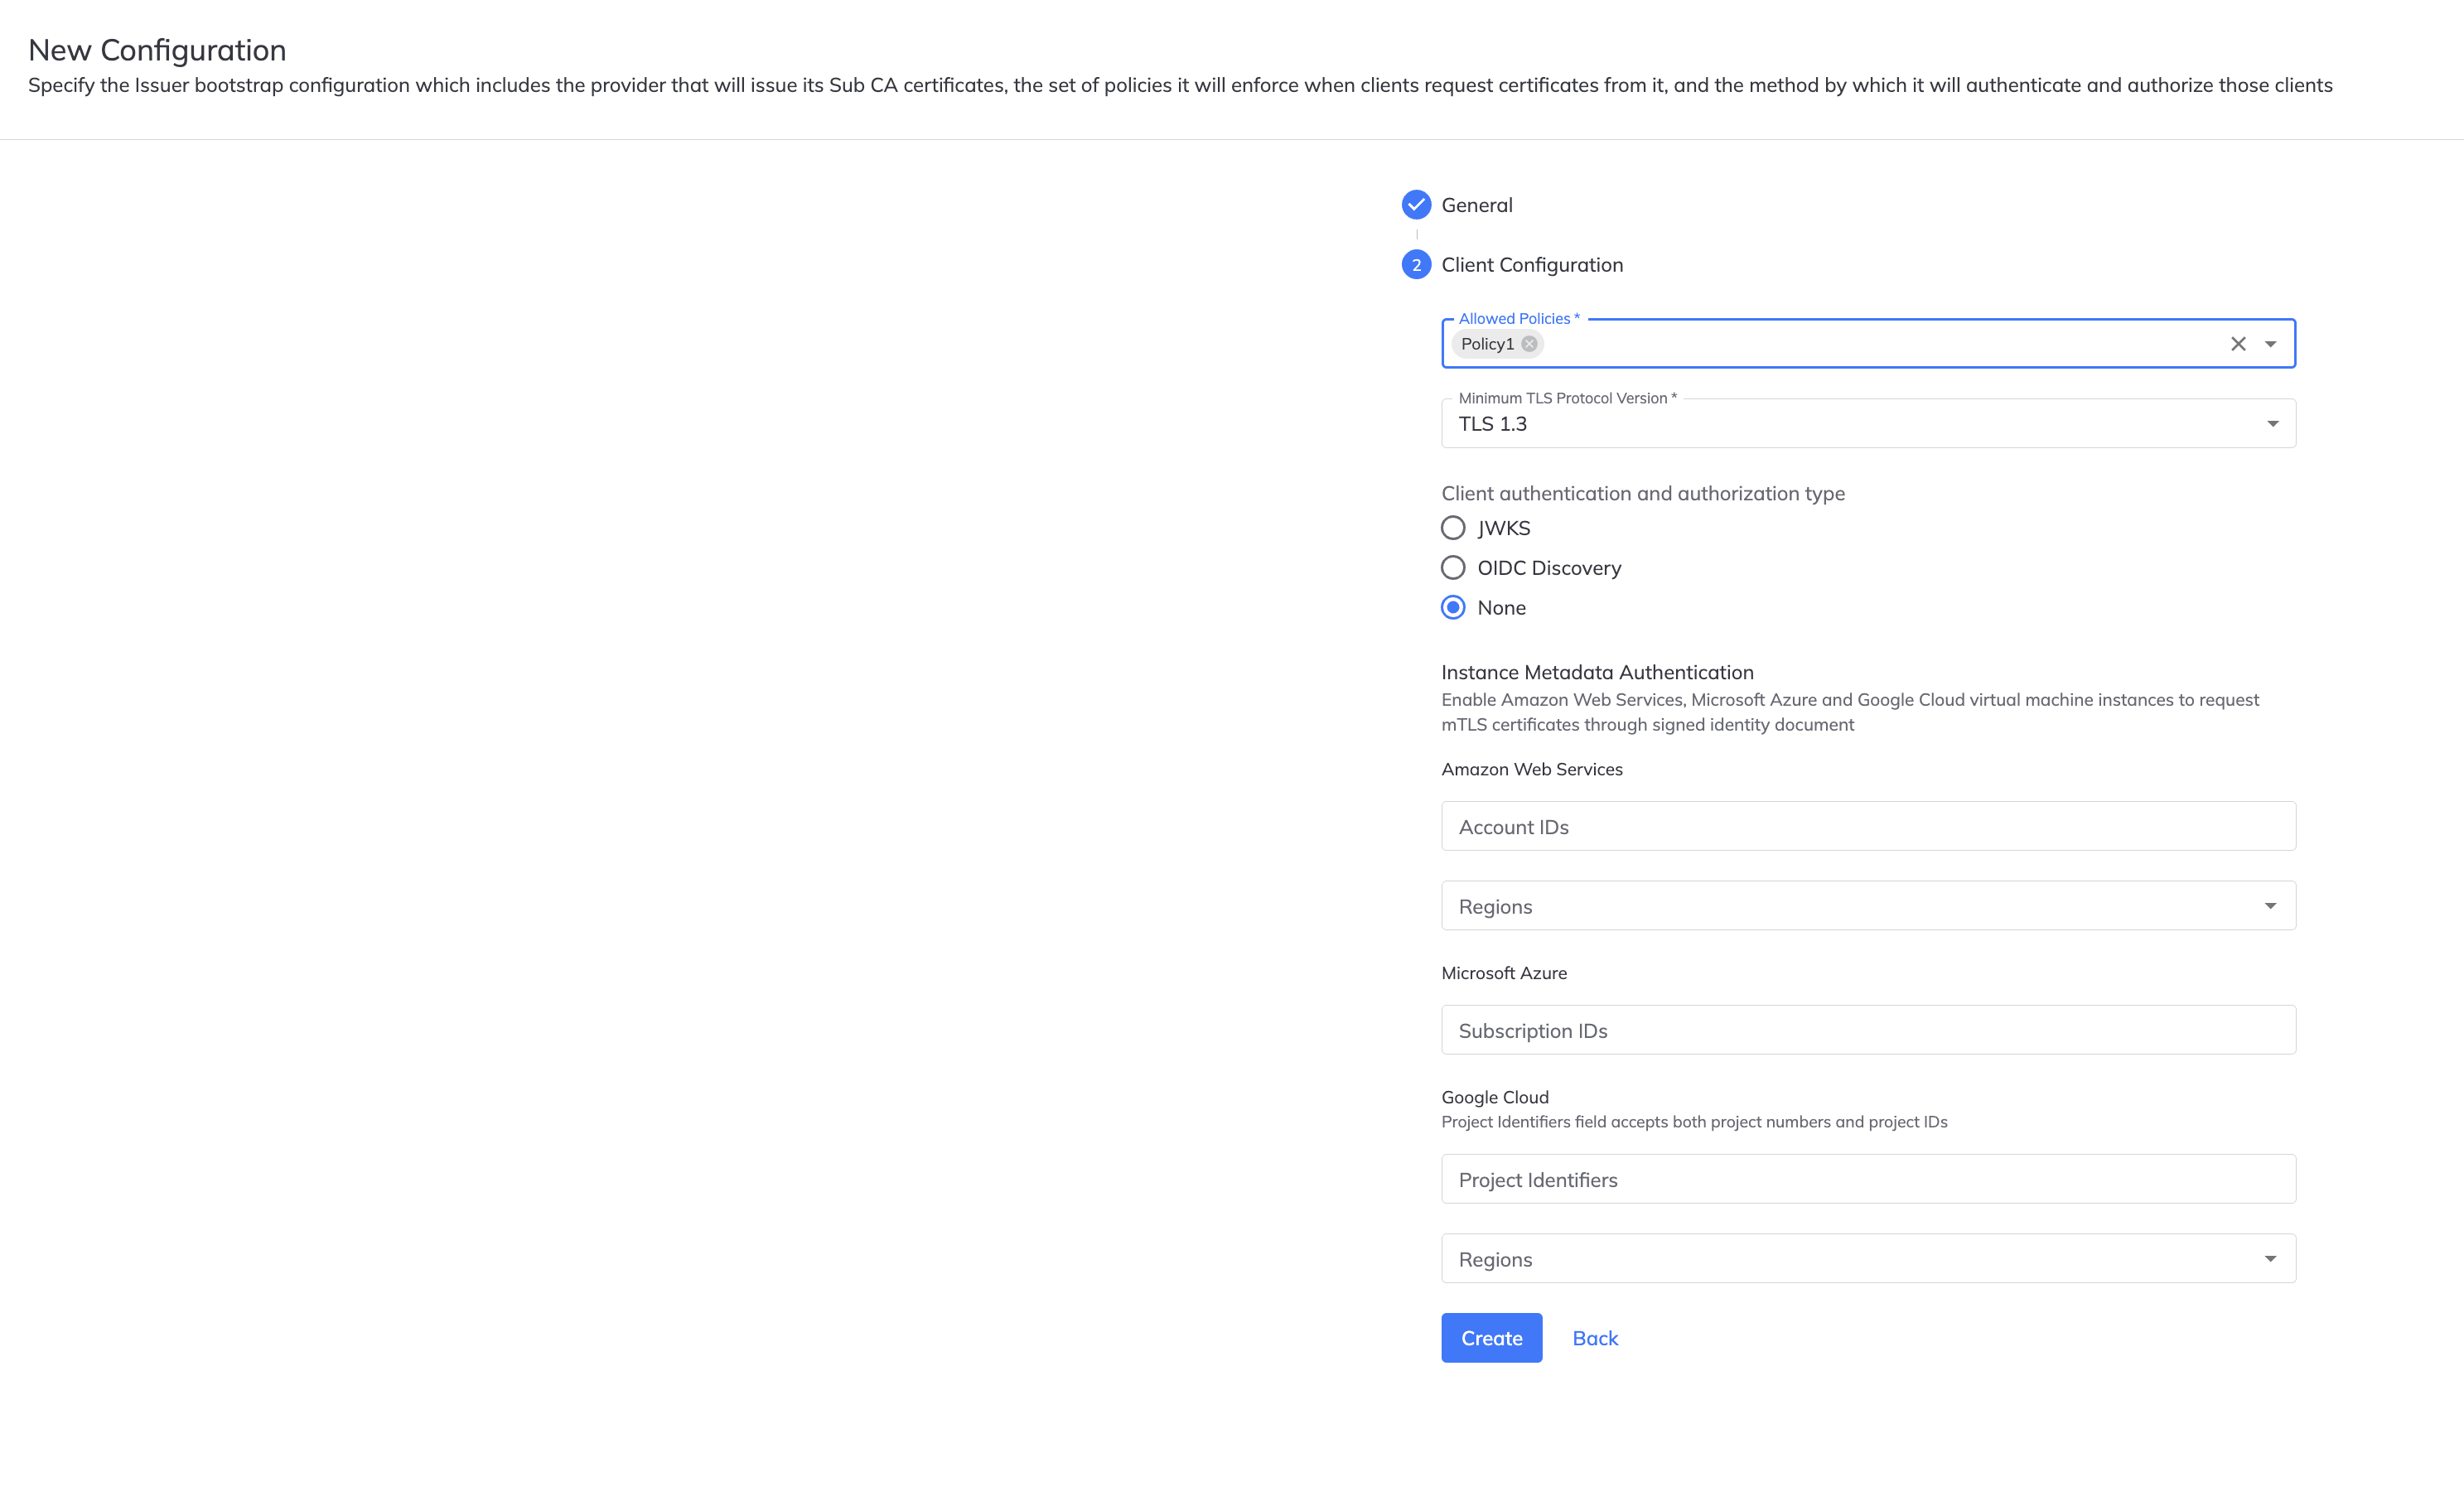 New Configuration
Specify the Issuer bootstrap configuration which includes the provider that will issue its Sub CA certificates, the set of policies it will enforce when clients request certificates from it, and the method by which it will authenticate and authorize those clients
General
2 Client Configuration
Allowed Policies *
Policy1
Minimum TLS Protocol Version *
TLS 1.3
Client authentication and authorization type
JWKS
OIDC Discovery
None
Instance Metadata Authentication
Enable Amazon Web Services, Microsoft Azure and Google Cloud virtual machine instances to request
mTLS certificates through signed identity document
Amazon Web Services
Account IDs
Regions
Microsoft Azure
Subscription IDs
Google Cloud
Project Identifiers field accepts both project numbers and project IDs
Project Identifiers
Regions
Create Back